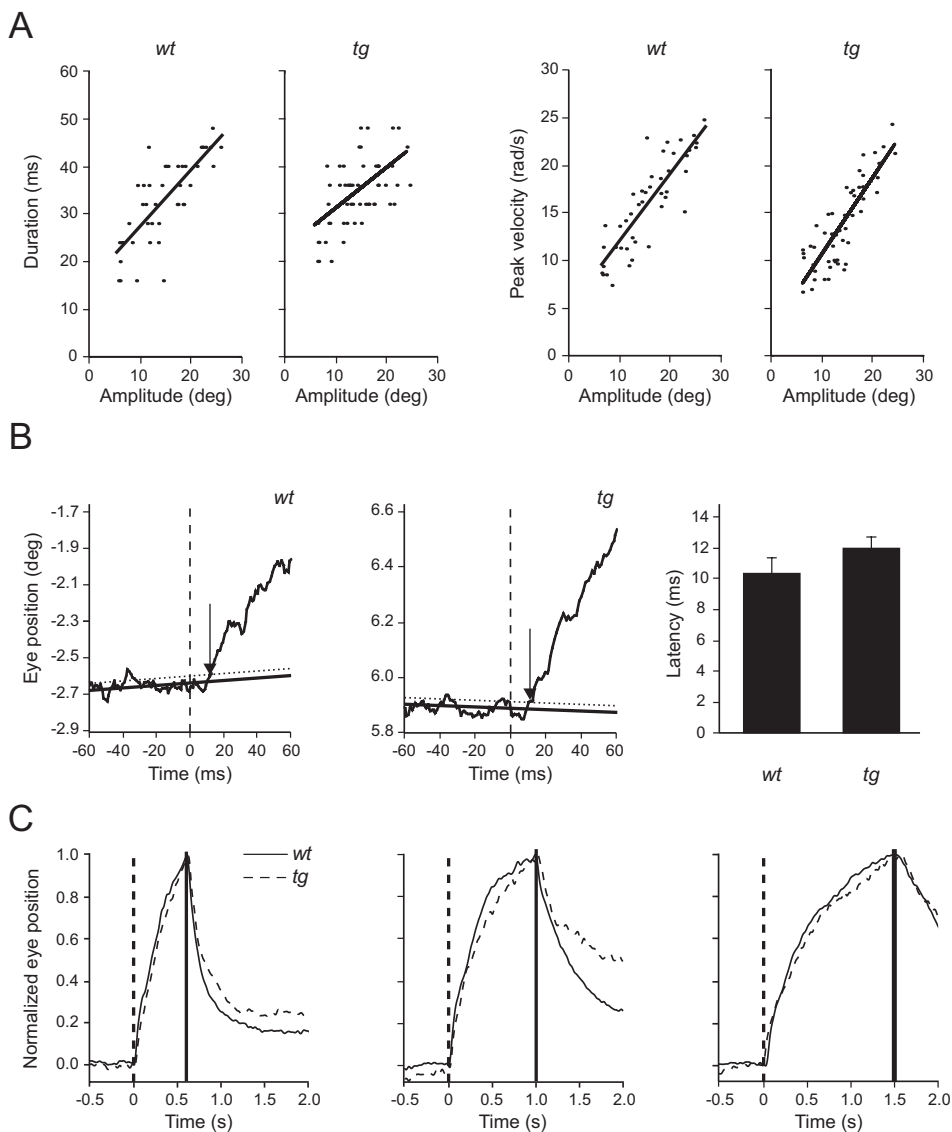 A
wt
tg
wt
tg
Duration (ms)
60
50
40
30
20
10
0
0 10 20 30
0 10 20 30
Amplitude (deg)
Amplitude (deg)
Peak velocity (rad/s)
30
25
20
15
10
5
0
0 10 20 30
0 10 20 30
Amplitude (deg)
Amplitude (deg)
B
wt
Eye position (deg)
-1.7
-1.9
-2.1
-2.3
-2.5
-2.7
-2.9
-60 -40 -20 0 20 40 60
Time (ms)
tg
6.6
6.4
6.2
6.0
5.8
-60 -40 -20 0 20 40 60
Time (ms)
Latency (ms)
14
12
10
8
6
4
2
0
wt
tg
C
wt
tg
Normalized eye position
1.0
0.8
0.6
0.4
0.2
0.0
-0.5 0 0.5 1.0 1.5 2.0
Time (s)
-0.5 0 0.5 1.0 1.5 2.0
Time (s)
-0.5 0 0.5 1.0 1.5 2.0
Time (s)